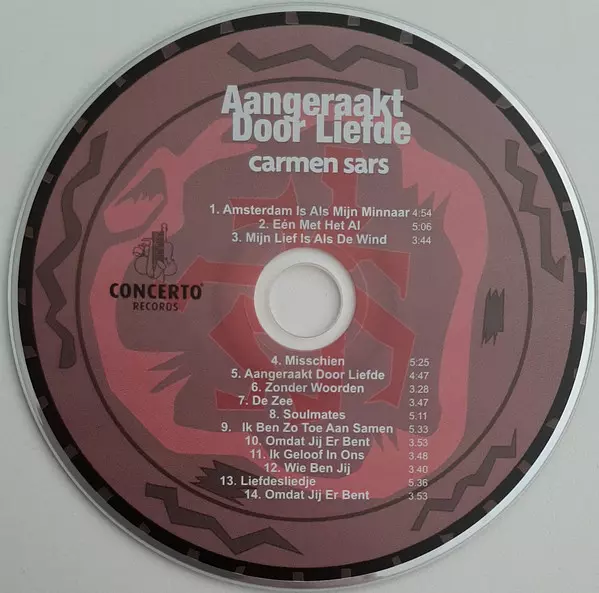 Aangeraakt
Door Liefde
carmen sars
1. Amsterdam Is Als Mijn Minnaar 4:54
2. Eén Met Het Al 5:06
3. Mijn Lief Is Als De Wind 3:44
CONCERTO
RECORDS
4. Misschien 5:25
5. Aangeraakt Door Liefde 4:47
6. Zonder Woorden 3.28
7. De Zee 3.47
8. Soulmates 5.11
9. Ik Ben Zo Toe Aan Samen 5.33
10. Omdat Jij Er Bent 3.53
11. Ik Geloof In Ons 3.48
12. Wie Ben Jij 3.40
13. Liefdesliedje 5.36
14. Omdat Jij Er Bent 3.53